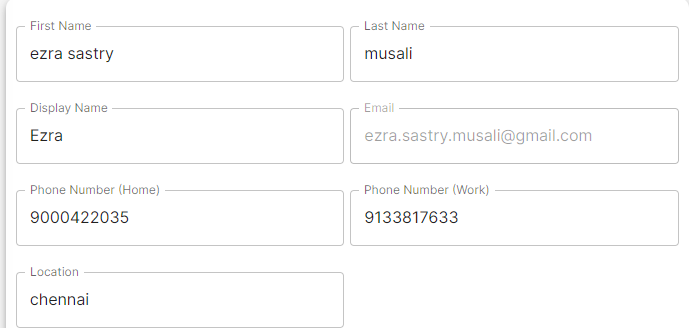 First Name
Last Name
ezra sastry
musali
Display Name
Email
Ezra
ezra.sastry.musali@gmail.com
Phone Number (Home)
Phone Number (Work)
9000422035
9133817633
Location
chennai